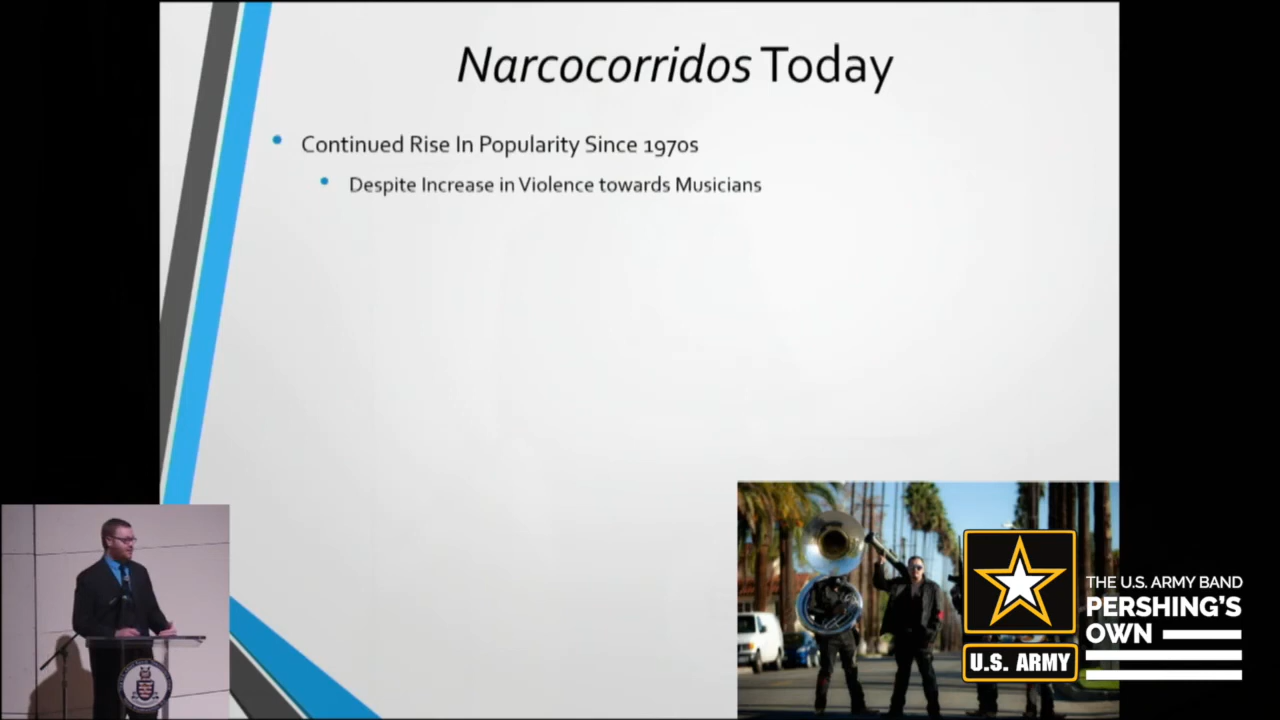 Narcocorridos Today
Continued Rise In Popularity Since 1970s
Despite Increase in Violence towards Musicians
THE U.S. ARMY BAND
PERSHING'S
OWN
U.S. ARMY